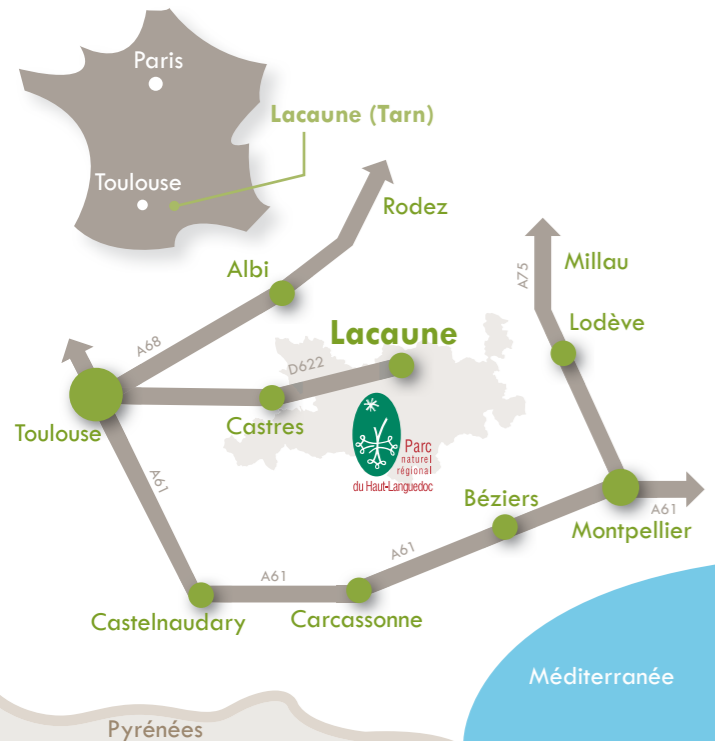 Paris
Lacaune (Tarn)
Toulouse
Rodez
Albi
Millau
A75
Lodève
A68
Lacaune
D622
Toulouse
Castres
Parc
naturel
régional
du Haut-Languedoc
A61
Béziers
A61
Montpellier
A61
A61
Castelnaudary
Carcassonne
Méditerranée
Pyrénées